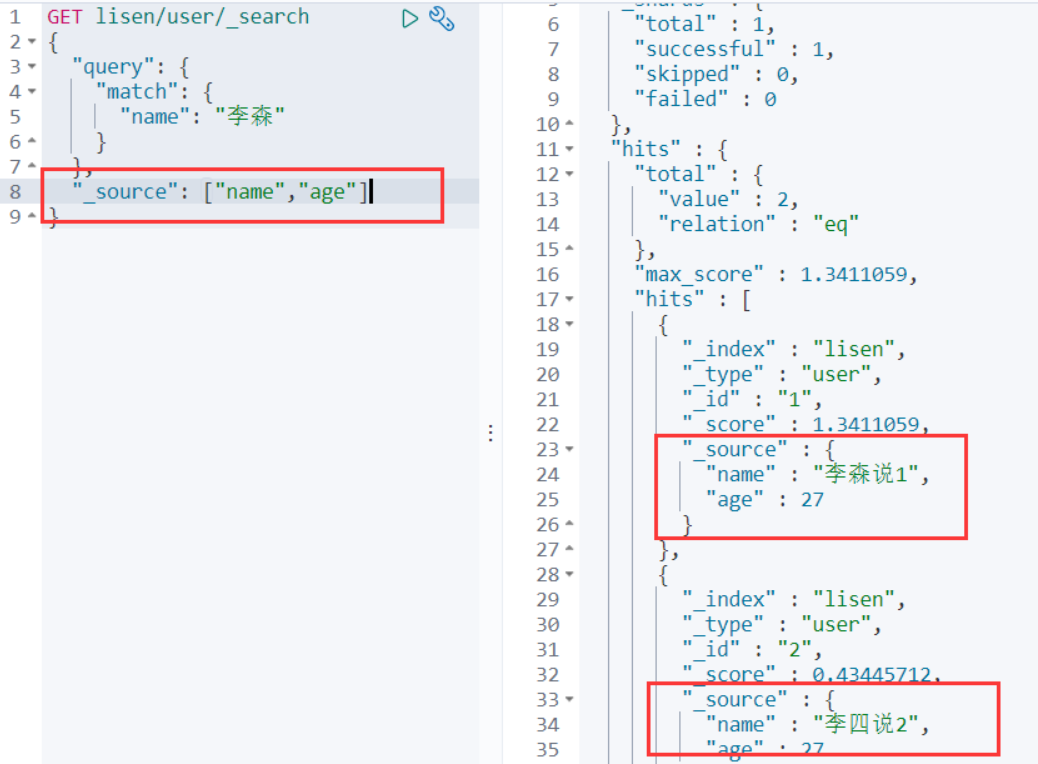 1 GET lisen/user/_search
2 {
3 "query": {
4 "match": {
5 "name": "李森"
6 }
7 },
8 "_source": ["name","age"]
9 }
6 "total" : 1,
7 "successful" : 1,
8 "skipped" : 0,
9 "failed" : 0
10 },
11 "hits" : {
12 "total" : {
13 "value" : 2,
14 "relation" : "eq"
15 },
16 "max_score" : 1.3411059,
17 "hits" : [
18 {
19 "_index" : "lisen",
20 "_type" : "user",
21 "_id" : "1",
22 "_score" : 1.3411059,
23 "_source" : {
24 "name" : "李森说1",
25 "age" : 27
26 }
27 },
28 {
29 "_index" : "lisen",
30 "_type" : "user",
31 "_id" : "2",
32 "_score" : 0.43445712,
33 "_source" : {
34 "name" : "李四说2",
35 "age" : 27